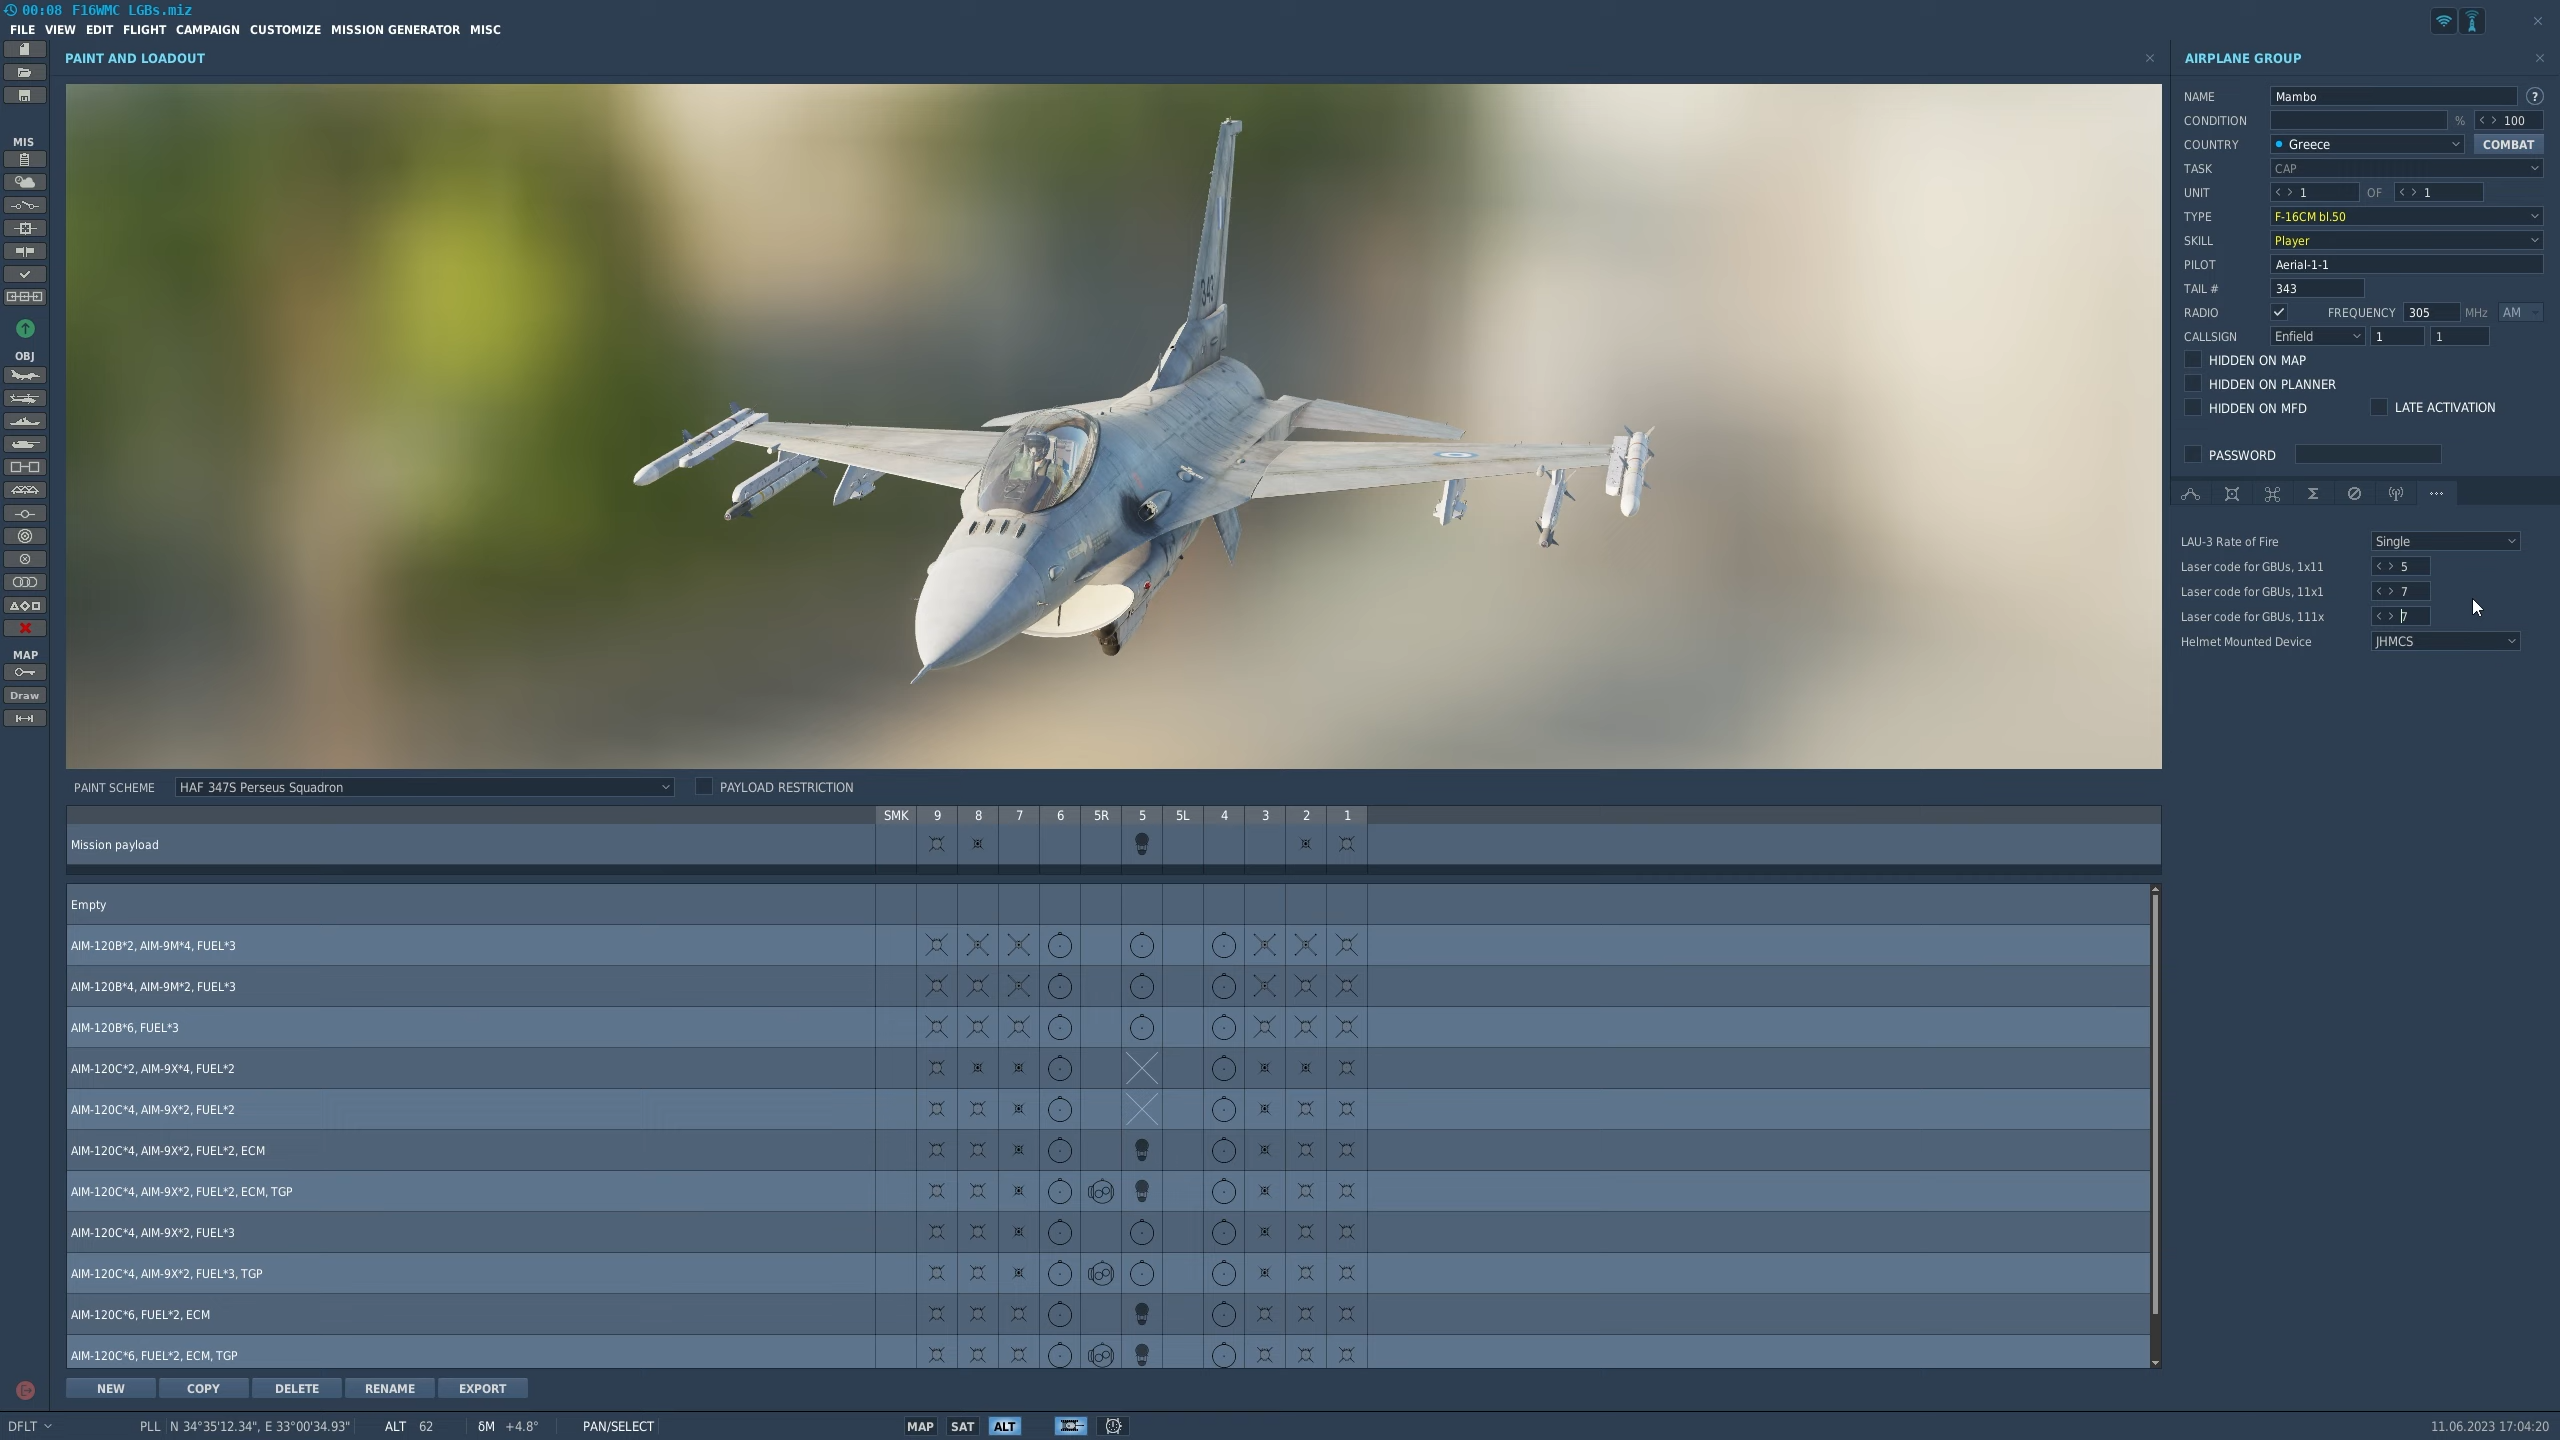 00:08 F16WMC LGBs.miz
FILE VIEW EDIT FLIGHT CAMPAIGN CUSTOMIZE MISSION GENERATOR MISC
PAINT AND LOADOUT
AIRPLANE GROUP
NAME Mambo ?
CONDITION % < > 100
COUNTRY Greece COMBAT
TASK CAP
UNIT < > 1 OF < > 1
TYPE F-16CM bl.50
SKILL Player
PILOT Aerial-1-1
TAIL # 343
RADIO FREQUENCY 305 MHz AM
CALLSIGN Enfield 1 1
HIDDEN ON MAP
HIDDEN ON PLANNER
HIDDEN ON MFD LATE ACTIVATION
PASSWORD
LAU-3 Rate of Fire Single
Laser code for GBUs, 1x11 < > 5
Laser code for GBUs, 11x1 < > 7
Laser code for GBUs, 111x < > 7
Helmet Mounted Device JHMCS
MIS
OBJ
MAP
Draw
343
PAINT SCHEME HAF 347S Perseus Squadron PAYLOAD RESTRICTION
SMK 9 8 7 6 5R 5 5L 4 3 2 1
Mission payload
Empty
AIM-120B*2, AIM-9M*4, FUEL*3
AIM-120B*4, AIM-9M*2, FUEL*3
AIM-120B*6, FUEL*3
AIM-120C*2, AIM-9X*4, FUEL*2
AIM-120C*4, AIM-9X*2, FUEL*2
AIM-120C*4, AIM-9X*2, FUEL*2, ECM
AIM-120C*4, AIM-9X*2, FUEL*2, ECM, TGP
AIM-120C*4, AIM-9X*2, FUEL*3
AIM-120C*4, AIM-9X*2, FUEL*3, TGP
AIM-120C*6, FUEL*2, ECM
AIM-120C*6, FUEL*2, ECM, TGP
NEW COPY DELETE RENAME EXPORT
DFLT PLL N 34°35'12.34", E 33°00'34.93" ALT 62 δM +4.8° PAN/SELECT MAP SAT ALT 11.06.2023 17:04:20